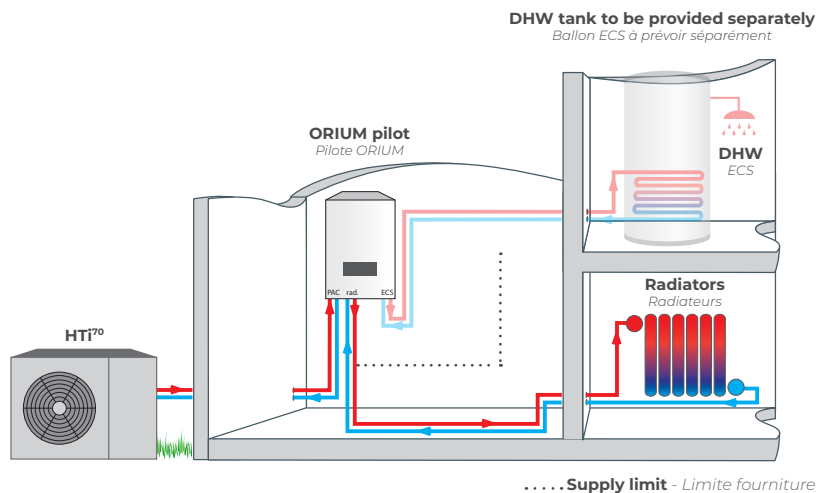 DHW tank to be provided separately
Ballon ECS à prévoir séparément
ORIUM pilot
Pilote ORIUM
DHW
ECS
PAC rad. ECS
Radiators
Radiateurs
HTi70
.....Supply limit - Limite fourniture